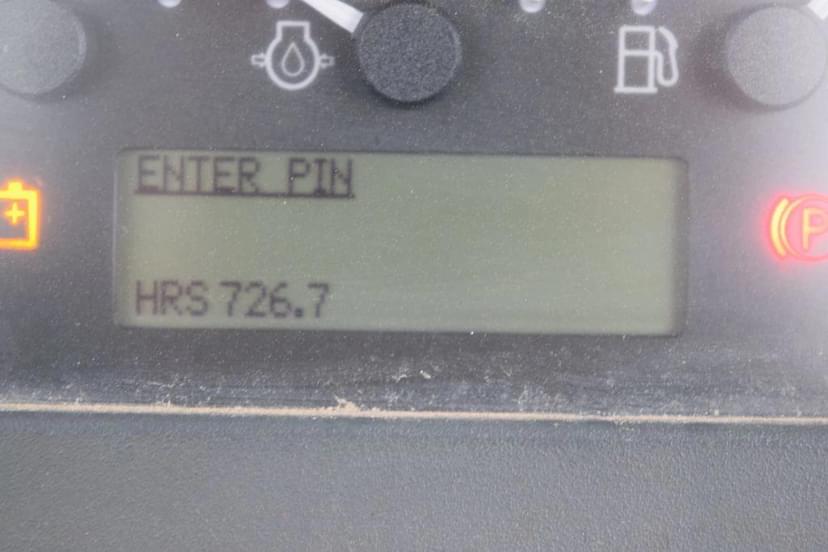 ENTER PIN
HRS 726.7
P